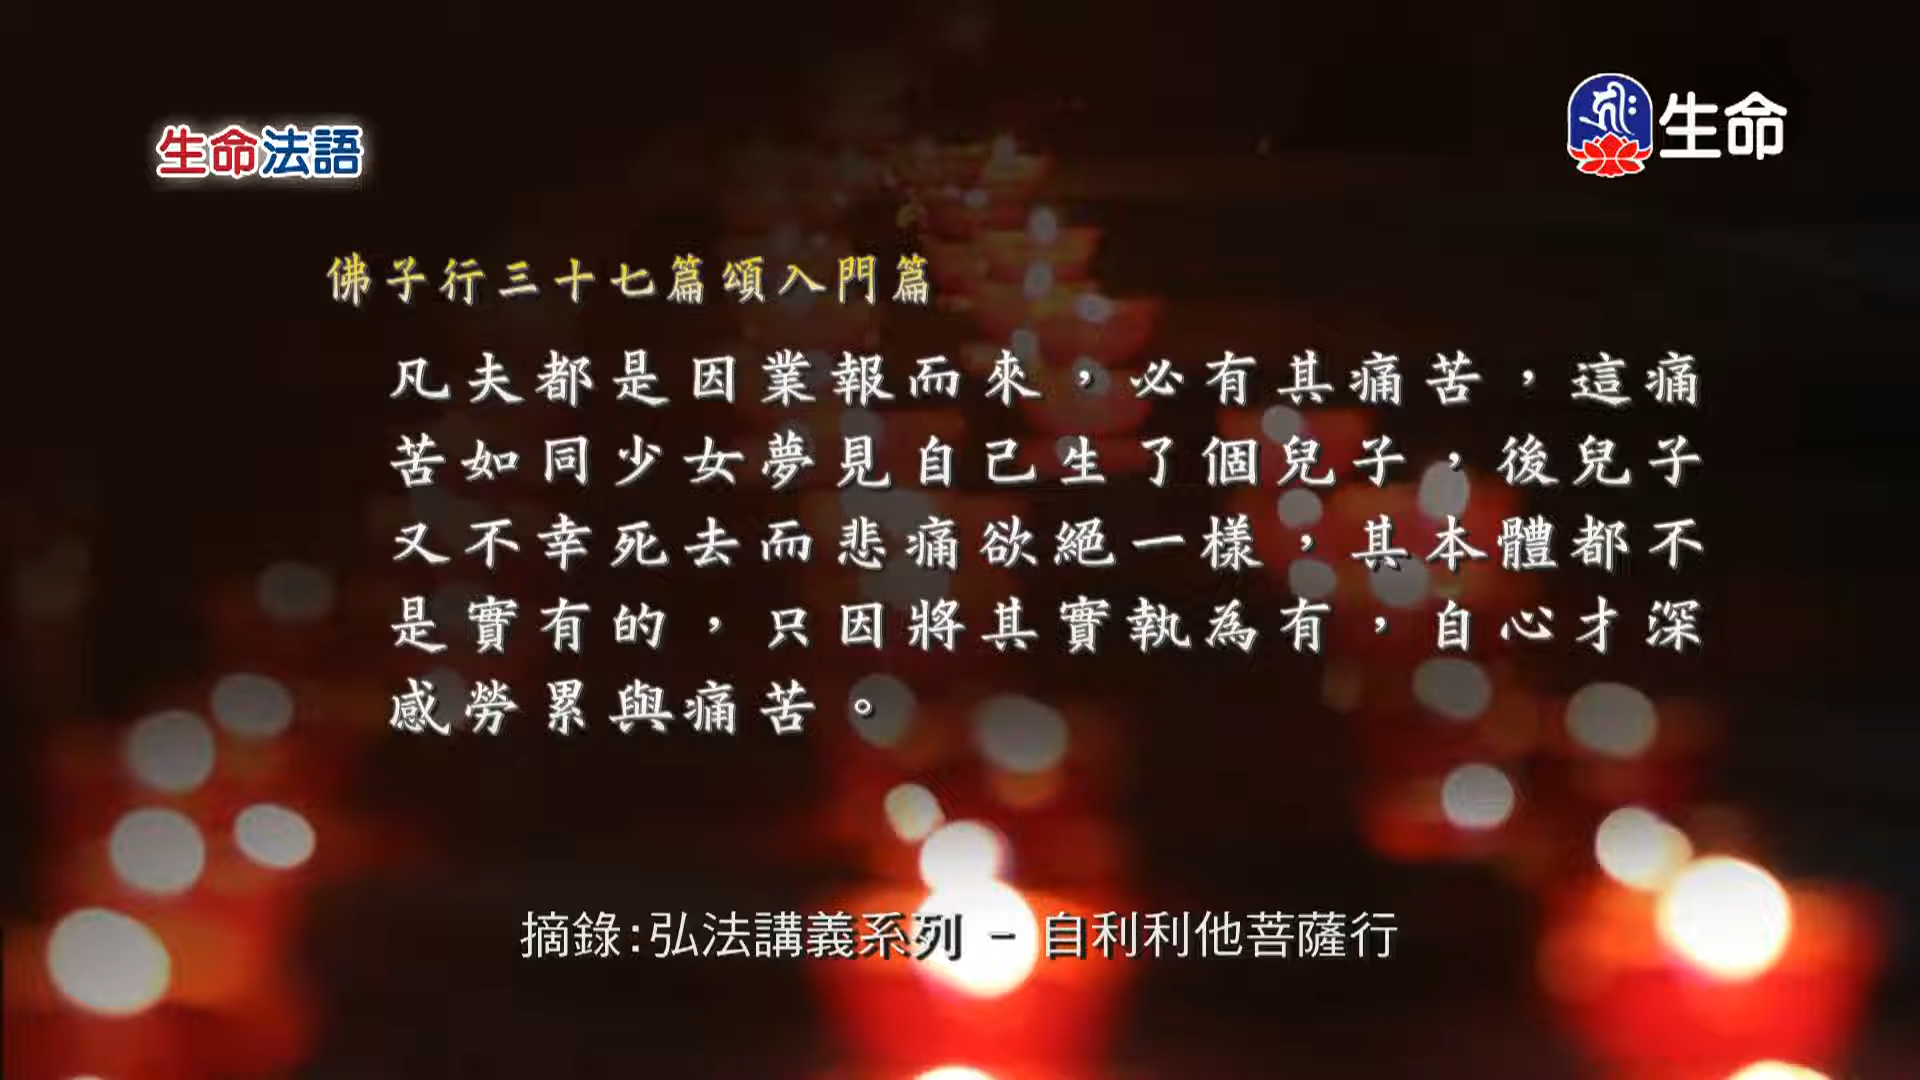 生命法語
生命
佛子行三十七篇頌入門篇
凡夫都是因業報而來，必有其痛苦，這痛
苦如同少女夢見自己生了個兒子，後兒子
又不幸死去而悲痛欲絕一樣，其本體都不
是實有的，只因將其實執為有，自心才深
感勞累與痛苦。
摘錄:弘法講義系列 - 自利利他菩薩行